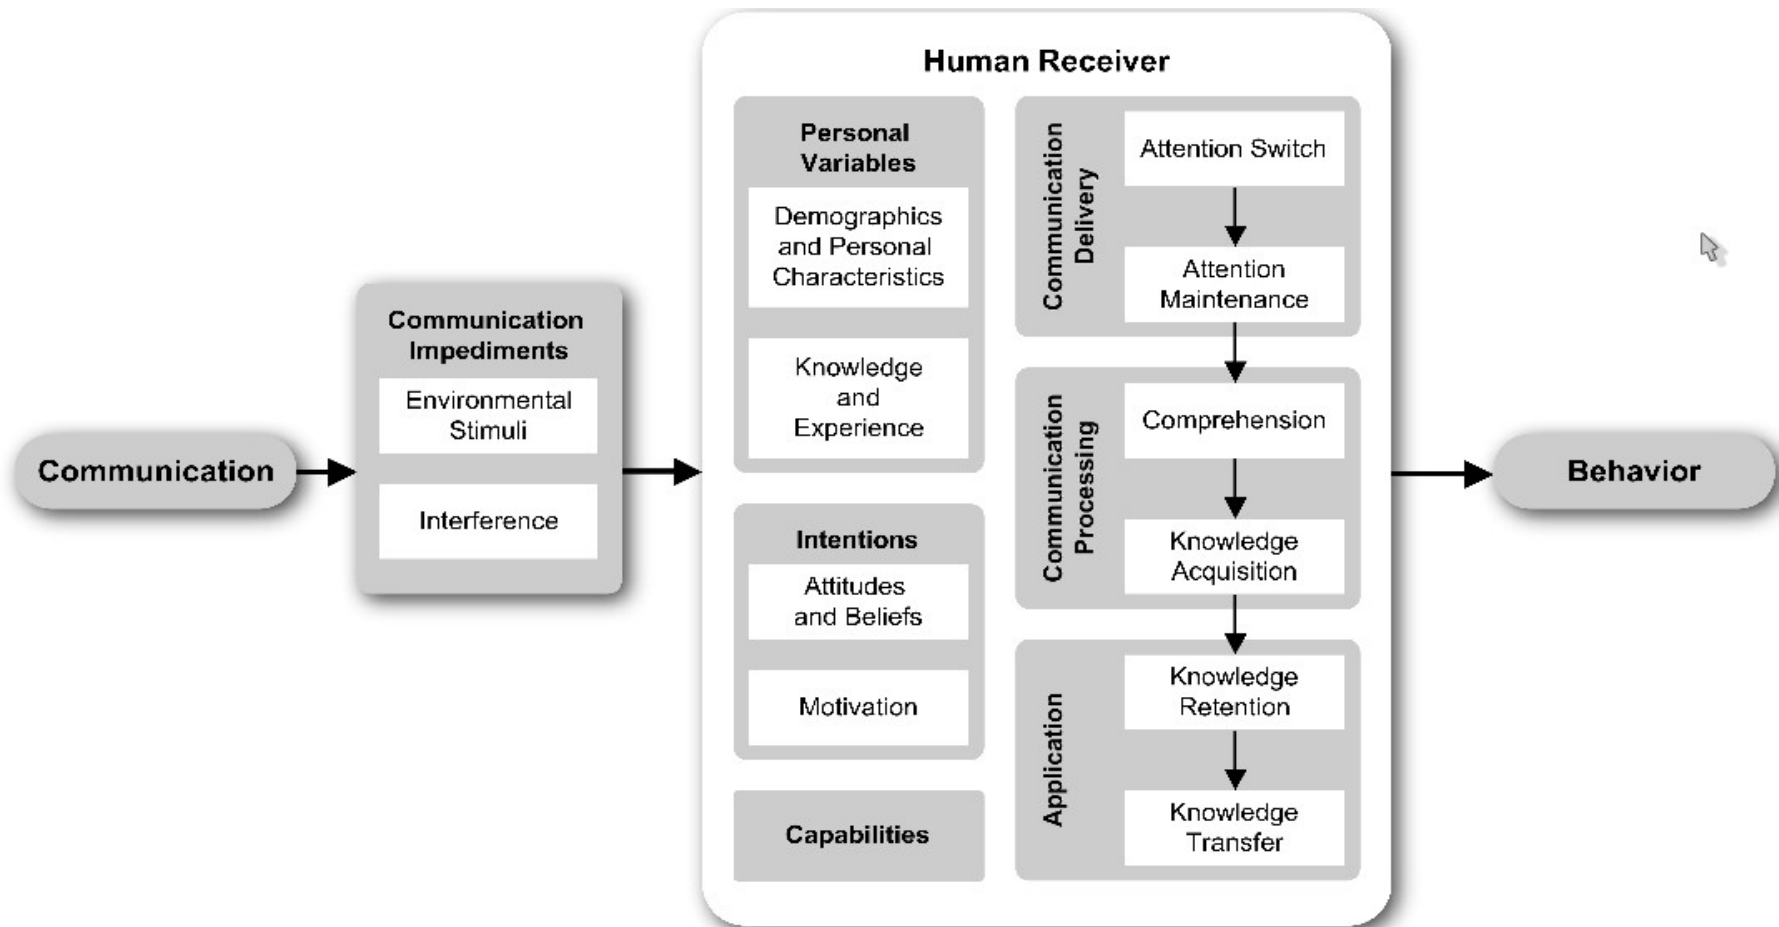 Communication
Communication
Impediments
Environmental
Stimuli
Interference
Human Receiver
Personal
Variables
Demographics
and Personal
Characteristics
Knowledge
and
Experience
Intentions
Attitudes
and Beliefs
Motivation
Capabilities
Communication
Delivery
Attention Switch
Attention
Maintenance
Communication
Processing
Comprehension
Knowledge
Acquisition
Application
Knowledge
Retention
Knowledge
Transfer
Behavior